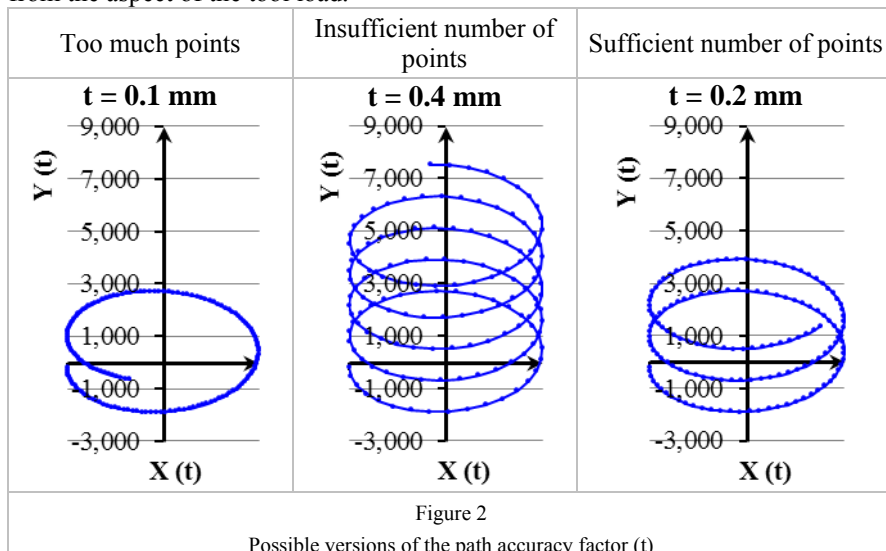 from the aspect of the tool load.
Too much points
Insufficient number of
points
Sufficient number of points
t = 0.1 mm
9,000
7,000
5,000
3,000
1,000
-1,000
-3,000
Y (t)
X (t)
t = 0.4 mm
9,000
7,000
5,000
3,000
1,000
-1,000
-3,000
X (t)
t = 0.2 mm
9,000
7,000
5,000
3,000
1,000
-1,000
-3,000
Y (t)
X (t)
Figure 2
Possible versions of the path accuracy factor (t)